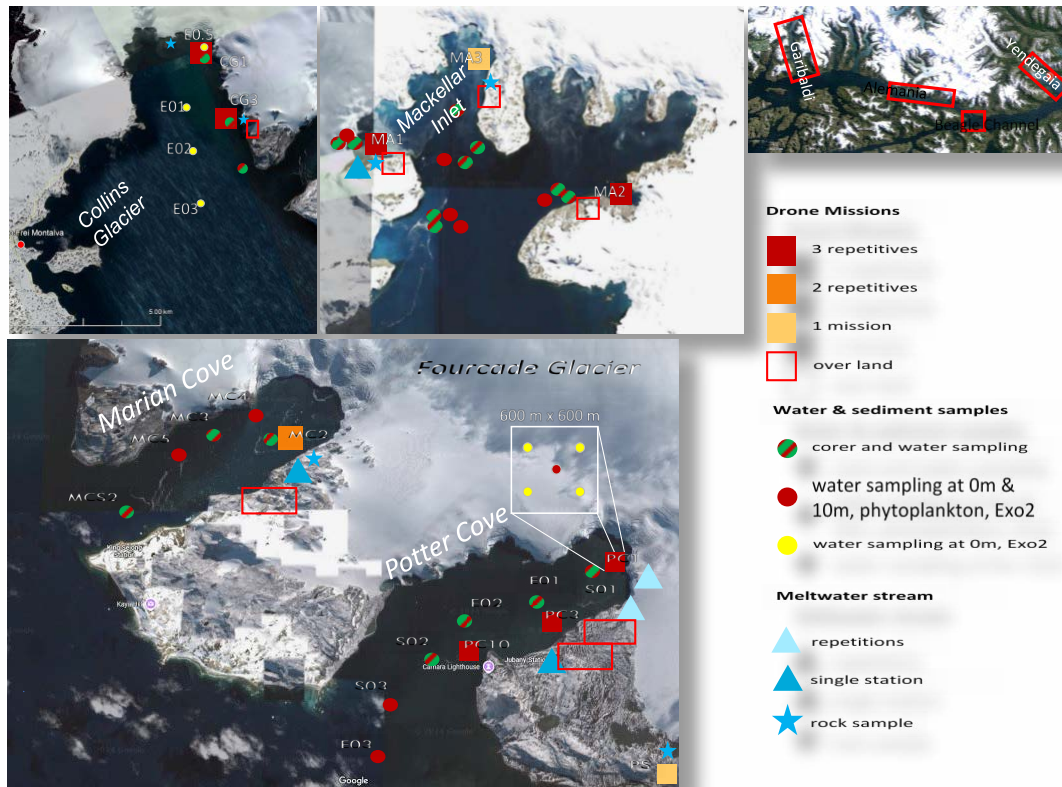 E0.5
CG1
E01
CG3
E02
E03
Collins
Glacier
Frei Montalva
5.00 km
MA3
Mackellar
Inlet
MA1
MA2
Garibaldi
Yendegaia
Alemania
Beagle Channel
Drone Missions
3 repetitives
2 repetitives
1 mission
over land
Water & sediment samples
corer and water sampling
water sampling at 0m &
10m, phytoplankton, Exo2
water sampling at 0m, Exo2
Meltwater stream
repetitions
single station
rock sample
Marian Cove
Fourcade Glacier
600 m x 600 m
MC4
MC3
MC2
MC5
MCS2
King Sejong
Station
Potter Cove
PC1
S01
E01
E02
PC3
S02
PC10
Camara Lighthouse
S03
E03
PS
Google